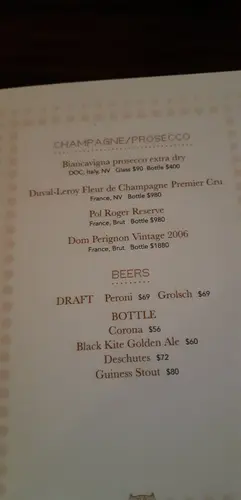 CHAMPAGNE/PROSECCO
Biancavigna prosecco extra dry
DOC, Italy, NV Glass $90 Bottle $400
Duval-Leroy Fleur de Champagne Premier Cru
France, NV Bottle $980
Pol Roger Reserve
France, Brut Bottle $980
Dom Perignon Vintage 2006
France, Brut, Bottle $1880
BEERS
DRAFT Peroni $69 Grolsch $69
BOTTLE
Corona $56
Black Kite Golden Ale $60
Deschutes $72
Guiness Stout $80